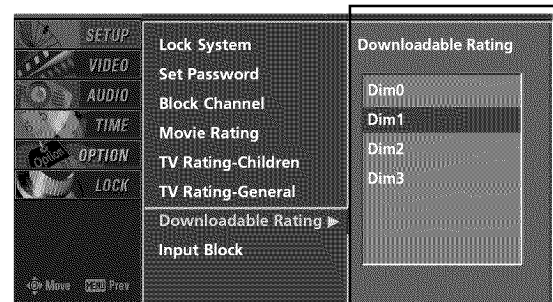 SETUP
VIDEO
AUDIO
TIME
OPTION
Option
LOCK
Move MENU Prev
Lock System
Set Password
Block Channel
Movie Rating
TV Rating-Children
TV Rating-General
Downloadable Rating ▶
Input Block
Downloadable Rating
Dim0
Dim1
Dim2
Dim3